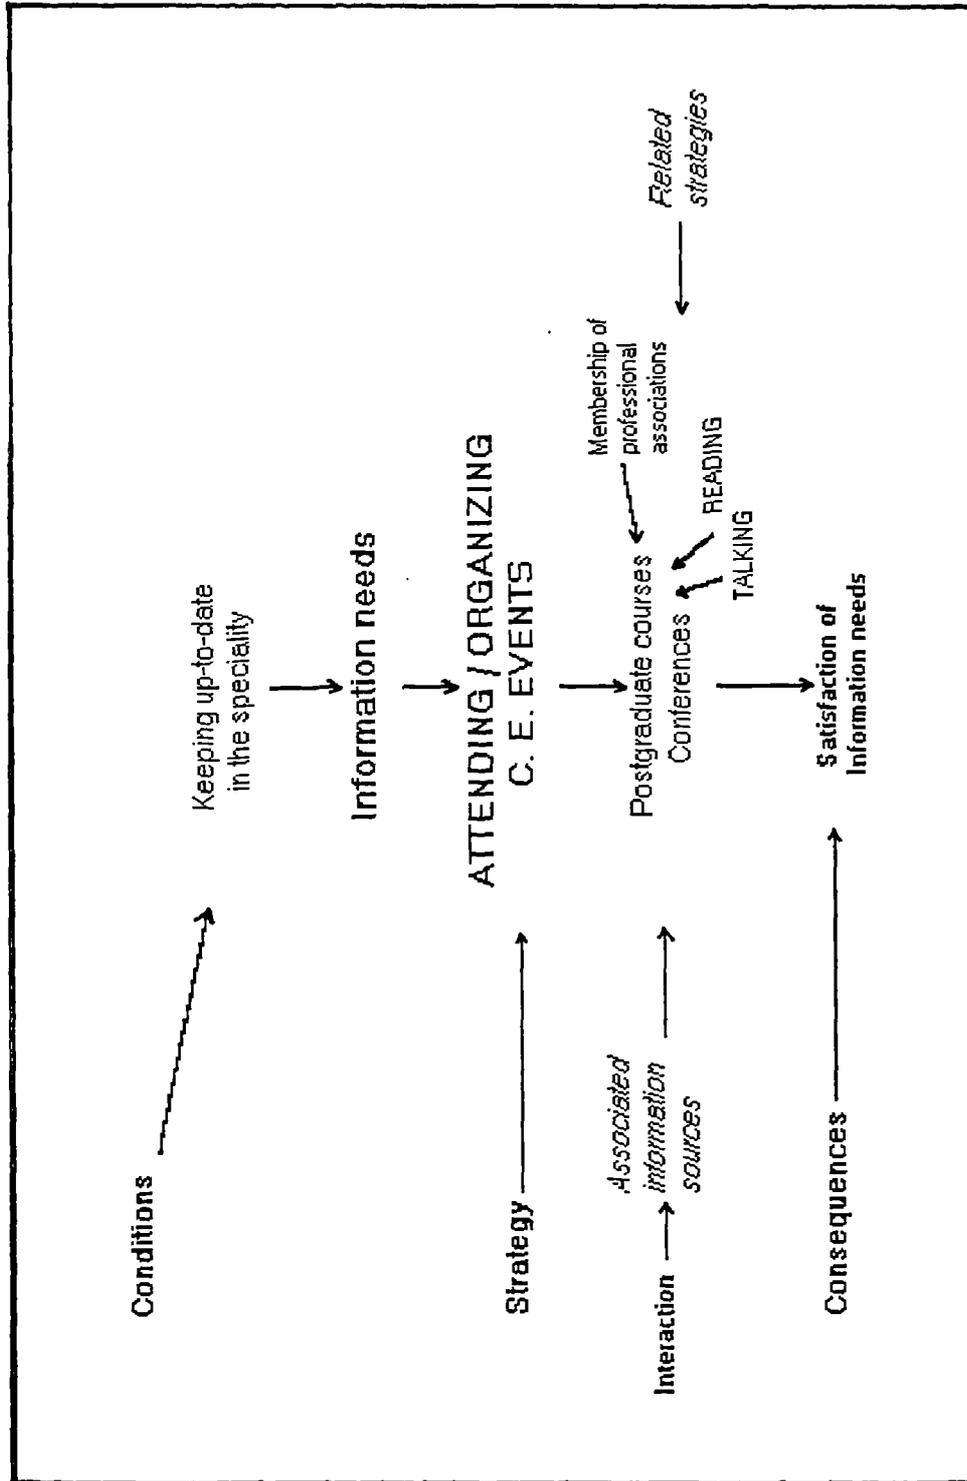 Conditions
Keeping up-to-date
in the speciality
Information needs
Strategy
ATTENDING / ORGANIZING
C. E. EVENTS
Interaction
Associated
information
sources
Postgraduate courses
Conferences
Membership of
professional
associations
READING
TALKING
Related
strategies
Consequences
Satisfaction of
Information needs